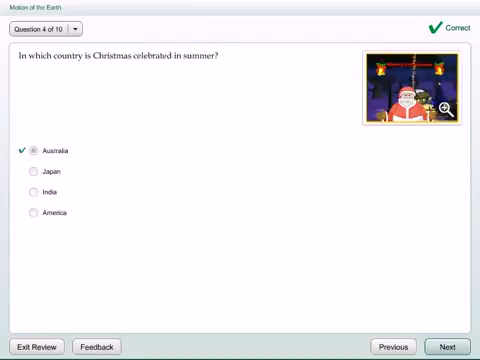 Motion of the Earth
Question 4 of 10
Correct
In which country is Christmas celebrated in summer?
Australia
Japan
India
America
Exit Review
Feedback
Previous
Next